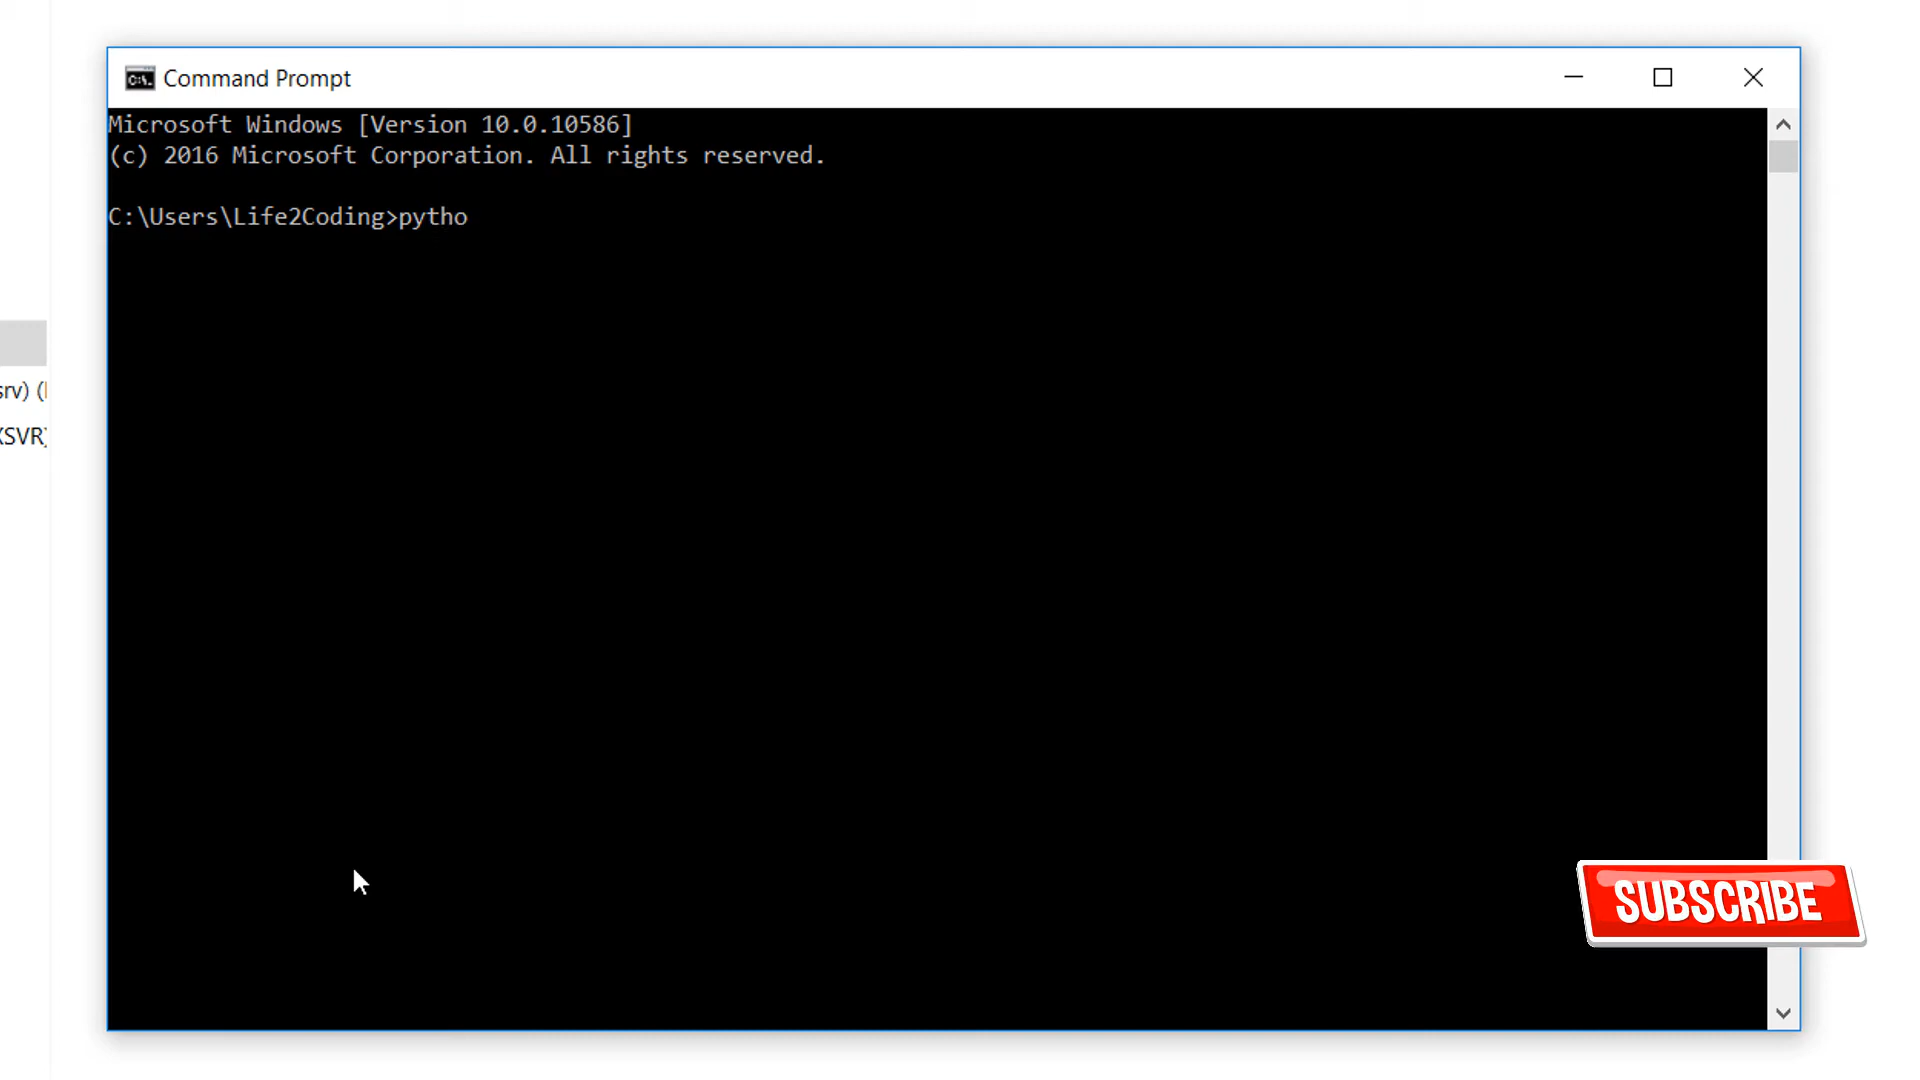 Command Prompt
Microsoft Windows [Version 10.0.10586]
(c) 2016 Microsoft Corporation. All rights reserved.
C:\Users\Life2Coding>pytho
srv) (
SVR]
SUBSCRIBE